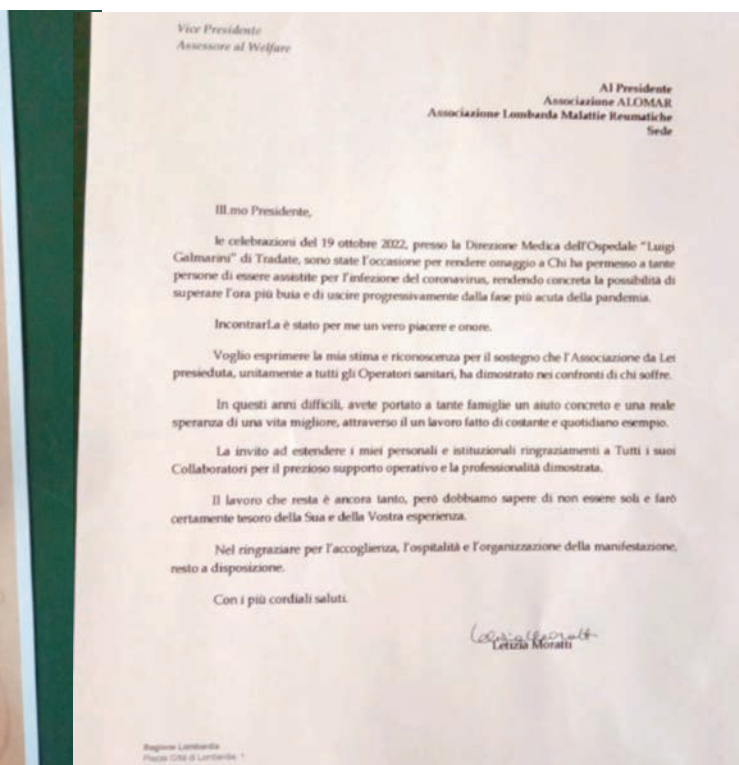 Vice Presidente
Assessore al Welfare
Al Presidente
Associazione ALOMAR
Associazione Lombarda Malattie Reumatiche
Sede
Ill.mo Presidente,
le celebrazioni del 19 ottobre 2022, presso la Direzione Medica dell'Ospedale "Luigi
Galmarini" di Tradate, sono state l'occasione per rendere omaggio a Chi ha permesso a tante
persone di essere assistite per l'infezione del coronavirus, rendendo concreta la possibilità di
superare l'ora più buia e di uscire progressivamente dalla fase più acuta della pandemia.
IncontrarLa è stato per me un vero piacere e onore.
Voglio esprimere la mia stima e riconoscenza per il sostegno che l'Associazione da Lei
presieduta, unitamente a tutti gli Operatori sanitari, ha dimostrato nei confronti di chi soffre.
In questi anni difficili, avete portato a tante famiglie un aiuto concreto e una reale
speranza di una vita migliore, attraverso il un lavoro fatto di costante e quotidiano esempio.
La invito ad estendere i miei personali e istituzionali ringraziamenti a Tutti i suoi
Collaboratori per il prezioso supporto operativo e la professionalità dimostrata.
Il lavoro che resta è ancora tanto, però dobbiamo sapere di non essere soli e farò
certamente tesoro della Sua e della Vostra esperienza.
Nel ringraziare per l'accoglienza, l'ospitalità e l'organizzazione della manifestazione,
resto a disposizione.
Con i più cordiali saluti.
Letizia Moratti
Letizia Moratti
Regione Lombardia
Piazza Città di Lombardia